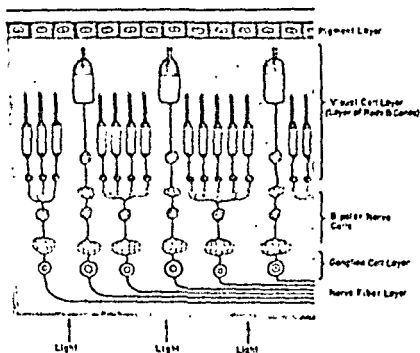 Pigment Layer
Visual Cell Layer
(Layer of Rods & Cones)
Bipolar Nerve
Cells
Ganglion Cell Layer
Nerve Fiber Layer
Light
Light
Light